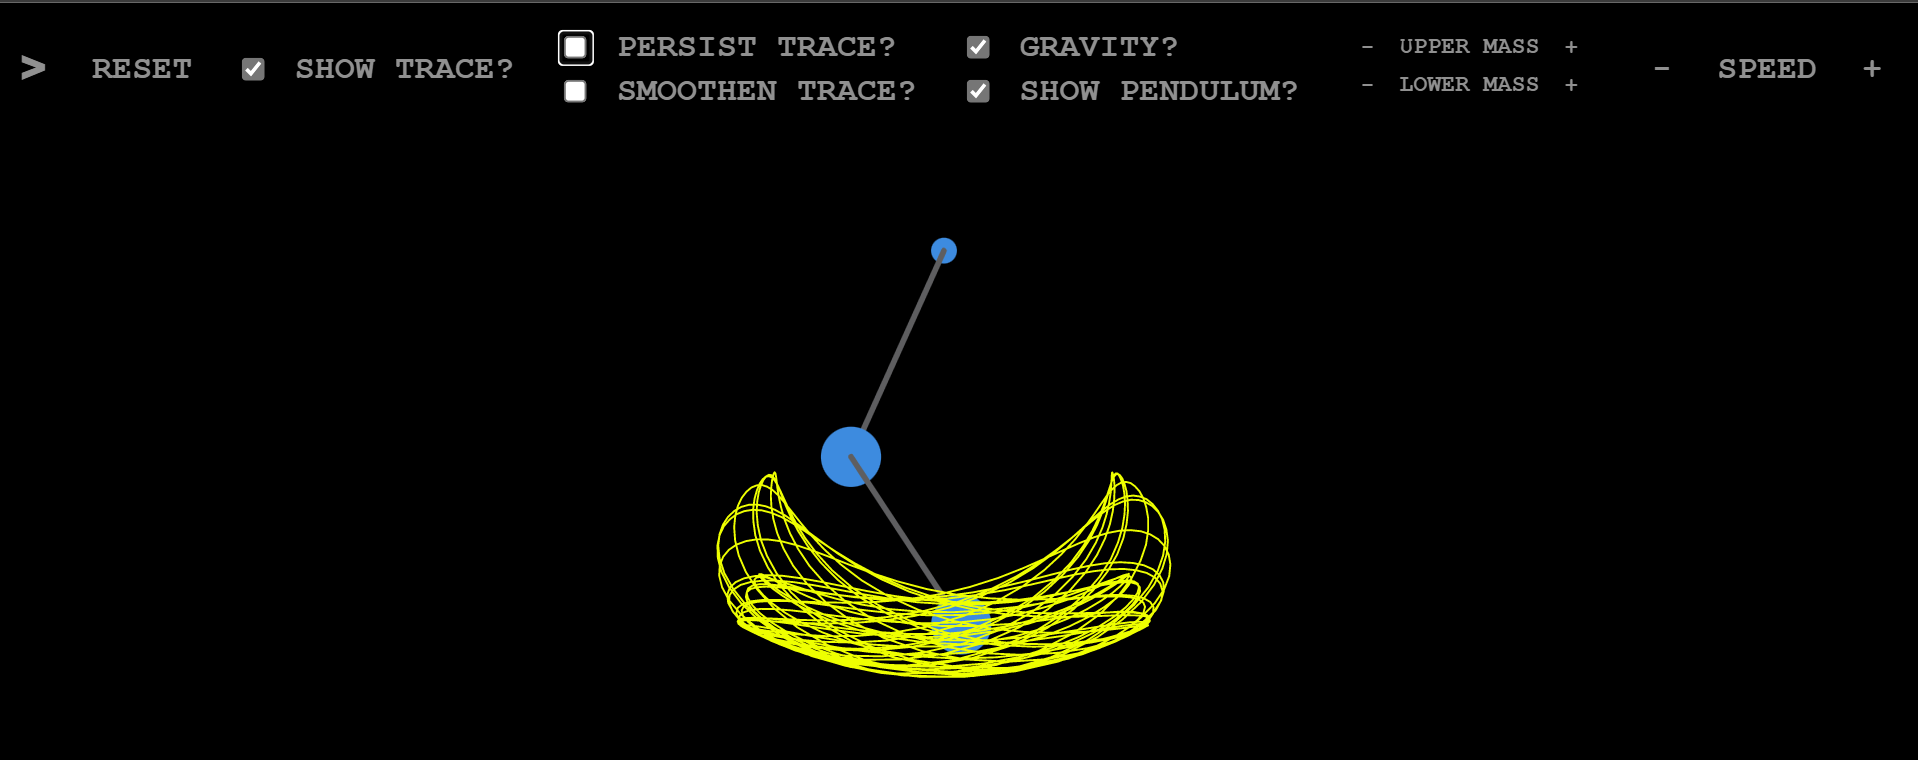 > RESET SHOW TRACE? PERSIST TRACE? GRAVITY? - UPPER MASS + - SPEED +
SMOOTHEN TRACE? SHOW PENDULUM? - LOWER MASS +